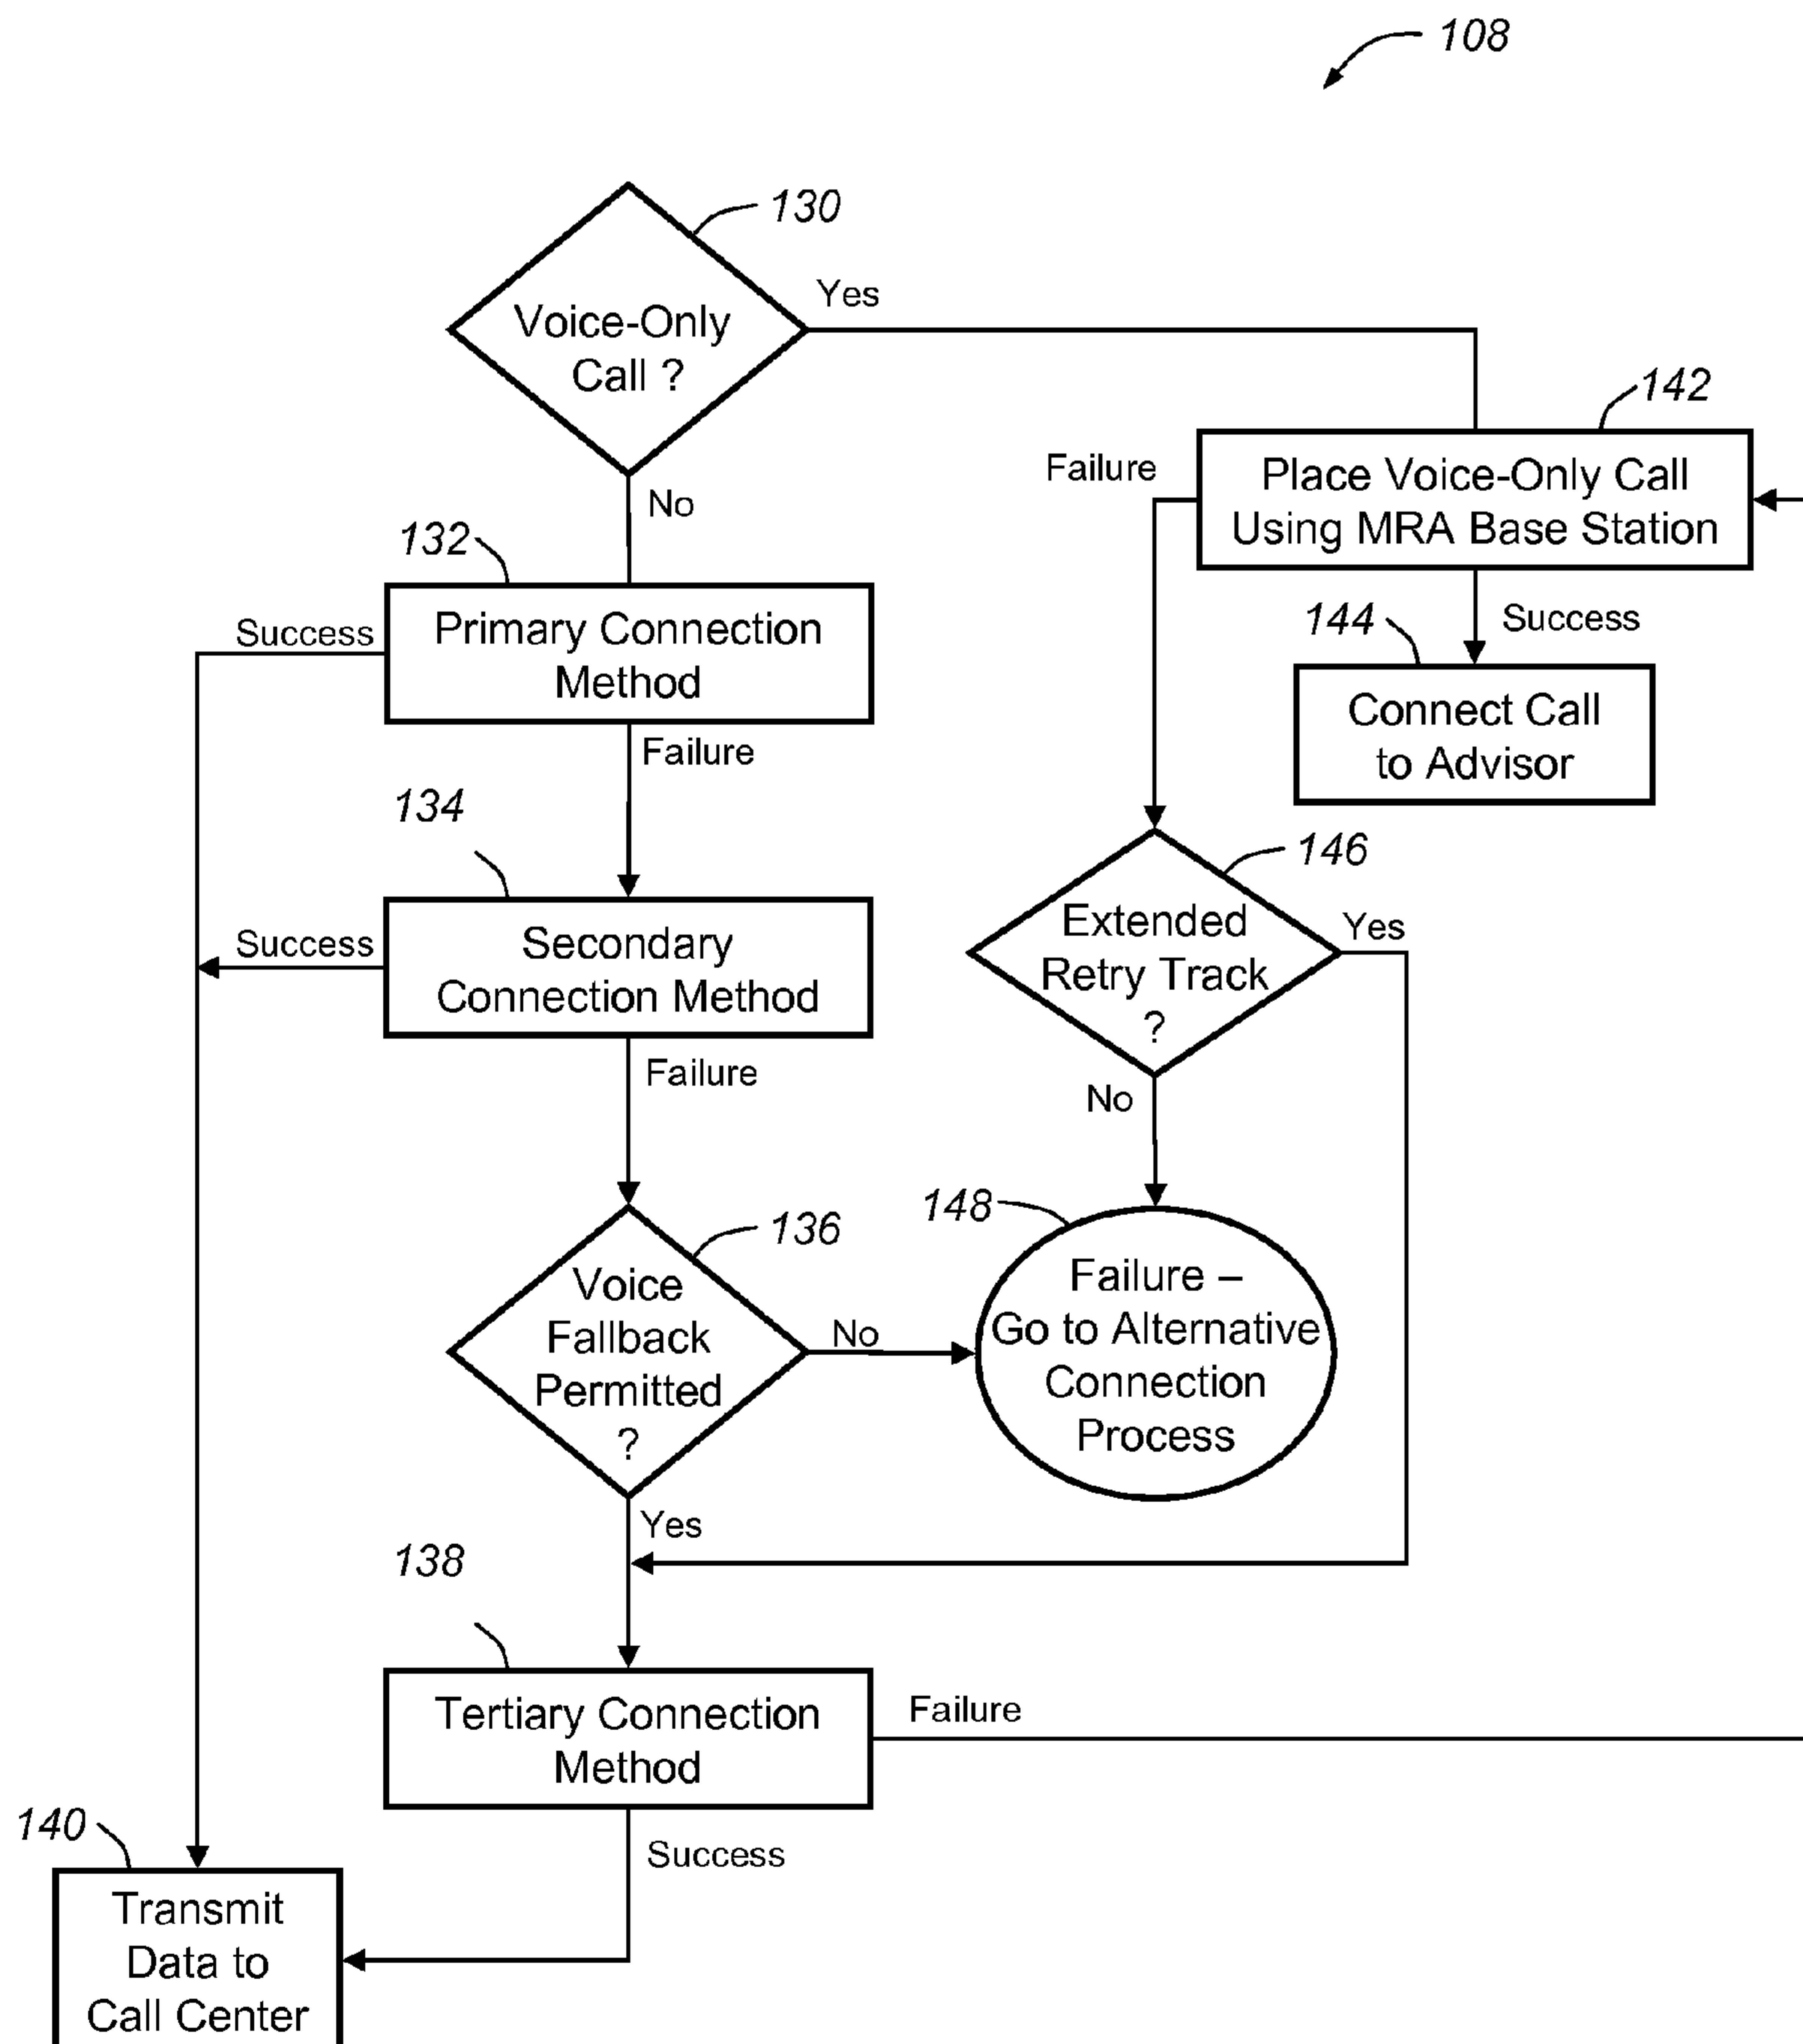 108
130
Voice-Only
Call ?
Yes
No
142
Place Voice-Only Call
Using MRA Base Station
Failure
Success
132
Primary Connection
Method
Success
Failure
144
Connect Call
to Advisor
134
Secondary
Connection Method
Success
Failure
146
Extended
Retry Track
?
Yes
No
136
Voice
Fallback
Permitted
?
No
Yes
148
Failure –
Go to Alternative
Connection
Process
138
Tertiary Connection
Method
Failure
Success
140
Transmit
Data to
Call Center